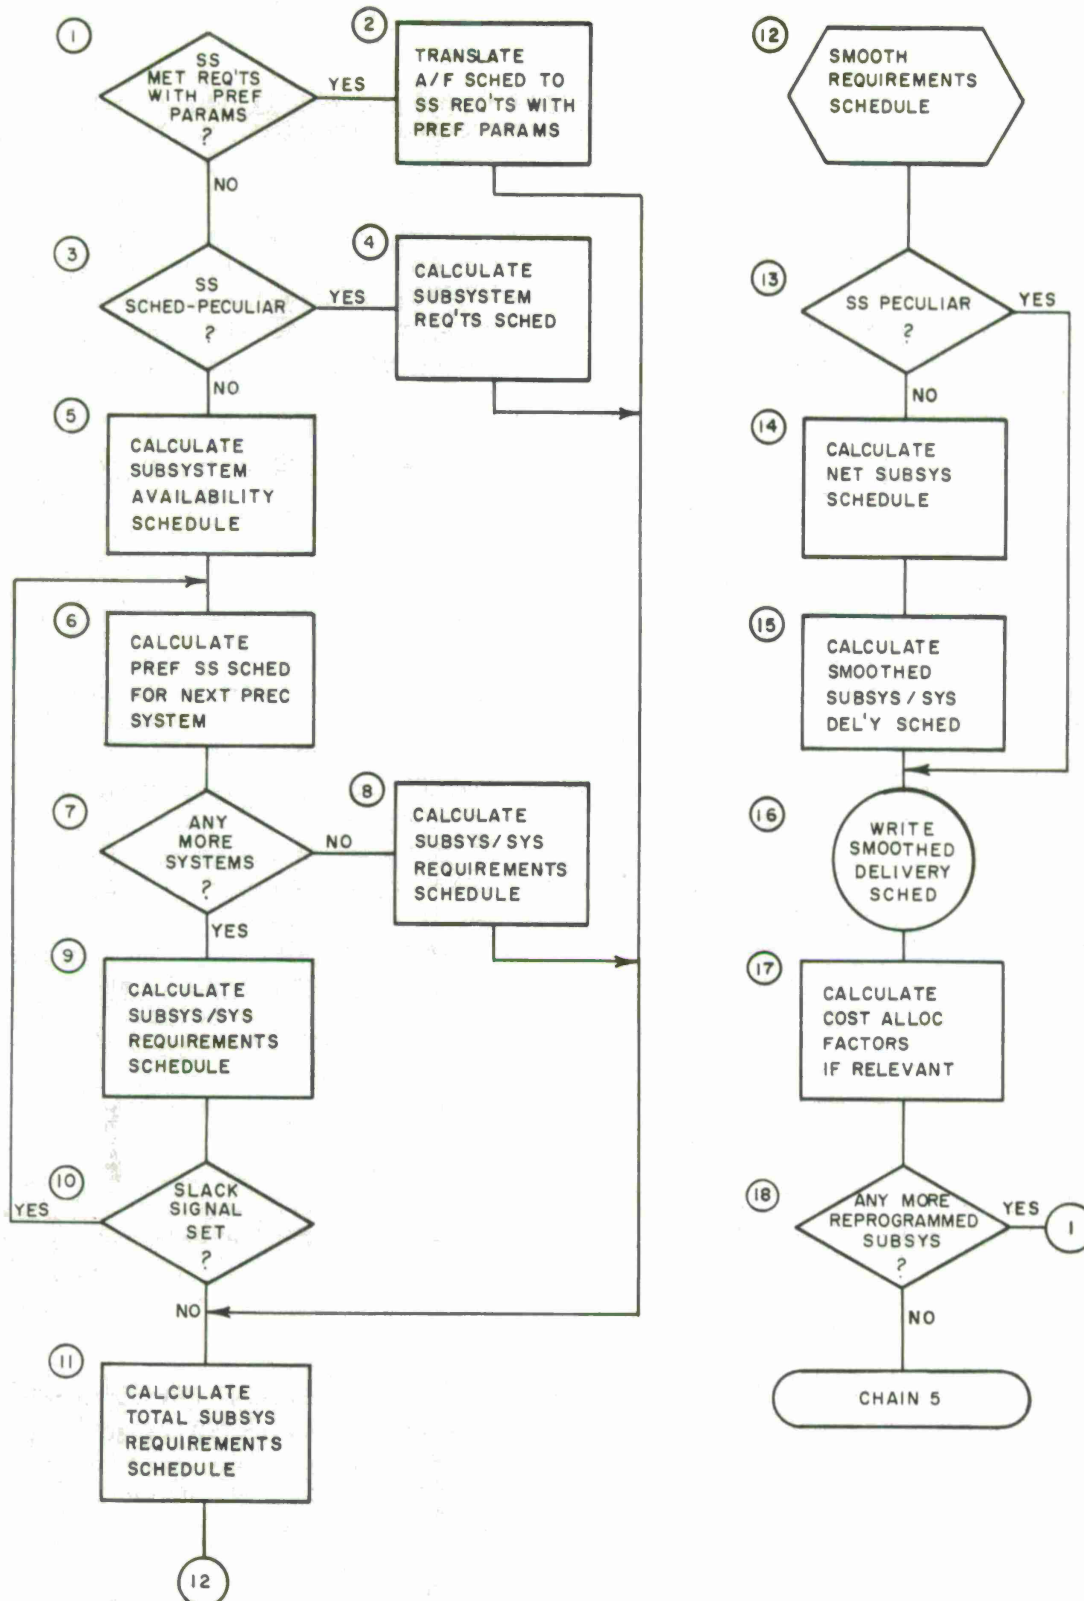 1
SS
MET REQ'TS
WITH PREF
PARAMS
?
YES
NO
2
TRANSLATE
A/F SCHED TO
SS REQ'TS WITH
PREF PARAMS
3
SS
SCHED-PECULIAR
?
YES
NO
4
CALCULATE
SUBSYSTEM
REQ'TS SCHED
5
CALCULATE
SUBSYSTEM
AVAILABILITY
SCHEDULE
6
CALCULATE
PREF SS SCHED
FOR NEXT PREC
SYSTEM
7
ANY
MORE
SYSTEMS
?
NO
YES
8
CALCULATE
SUBSYS/SYS
REQUIREMENTS
SCHEDULE
9
CALCULATE
SUBSYS/SYS
REQUIREMENTS
SCHEDULE
10
SLACK
SIGNAL
SET
?
YES
NO
11
CALCULATE
TOTAL SUBSYS
REQUIREMENTS
SCHEDULE
12
12
SMOOTH
REQUIREMENTS
SCHEDULE
13
SS PECULIAR
?
YES
NO
14
CALCULATE
NET SUBSYS
SCHEDULE
15
CALCULATE
SMOOTHED
SUBSYS/SYS
DEL'Y SCHED
16
WRITE
SMOOTHED
DELIVERY
SCHED
17
CALCULATE
COST ALLOC
FACTORS
IF RELEVANT
18
ANY MORE
REPROGRAMMED
SUBSYS
?
YES
1
NO
CHAIN 5